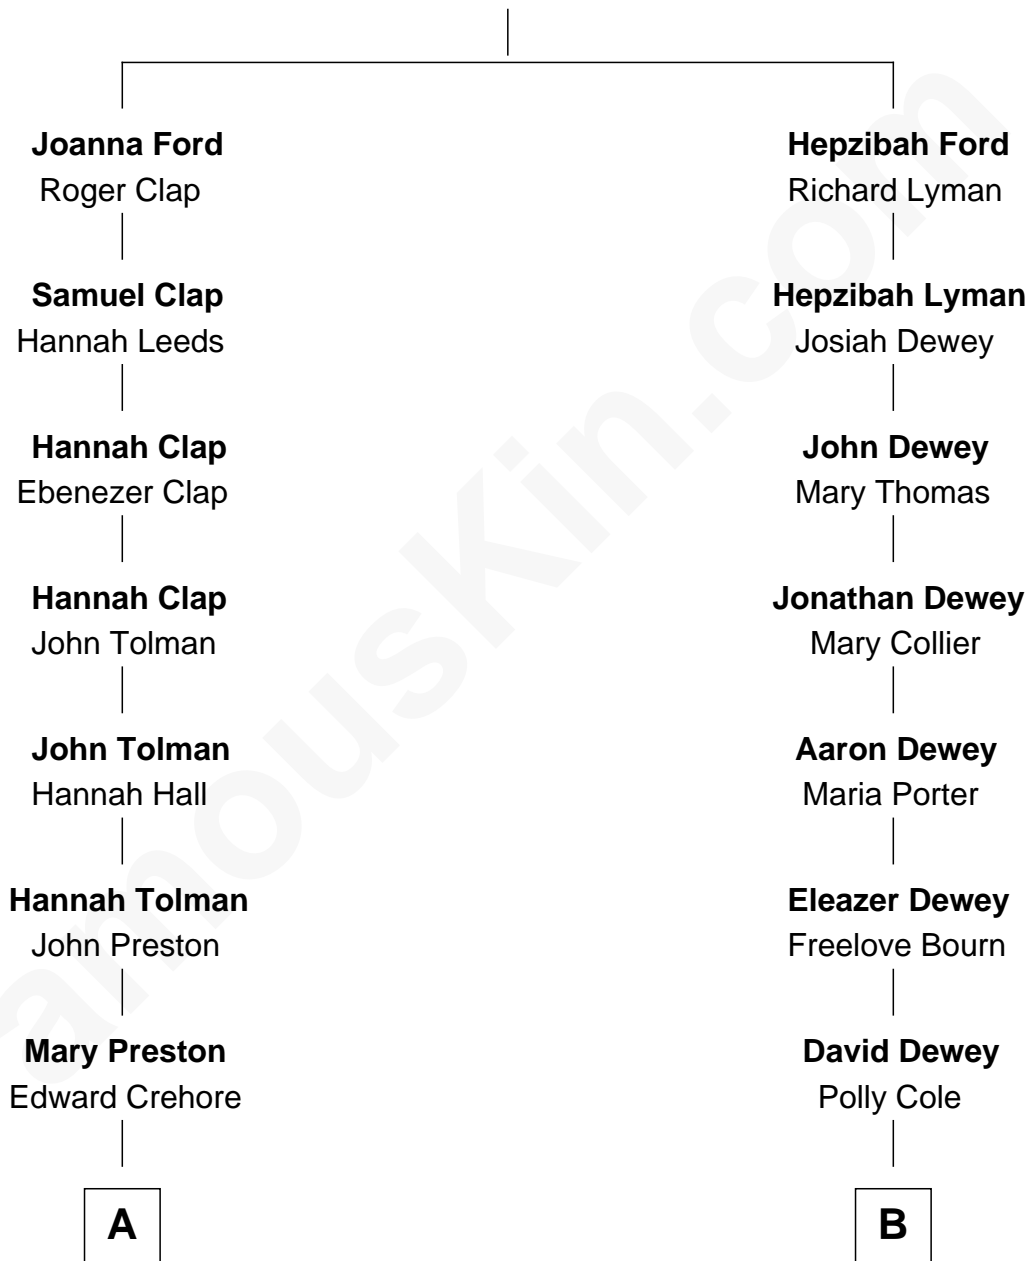 Joanna Ford
Roger Clap
Hepzibah Ford
Richard Lyman
Samuel Clap
Hannah Leeds
Hepzibah Lyman
Josiah Dewey
Hannah Clap
Ebenezer Clap
John Dewey
Mary Thomas
Hannah Clap
John Tolman
Jonathan Dewey
Mary Collier
John Tolman
Hannah Hall
Aaron Dewey
Maria Porter
Hannah Tolman
John Preston
Eleazer Dewey
Freelove Bourn
Mary Preston
Edward Crehore
David Dewey
Polly Cole
A
B
amousKin.com